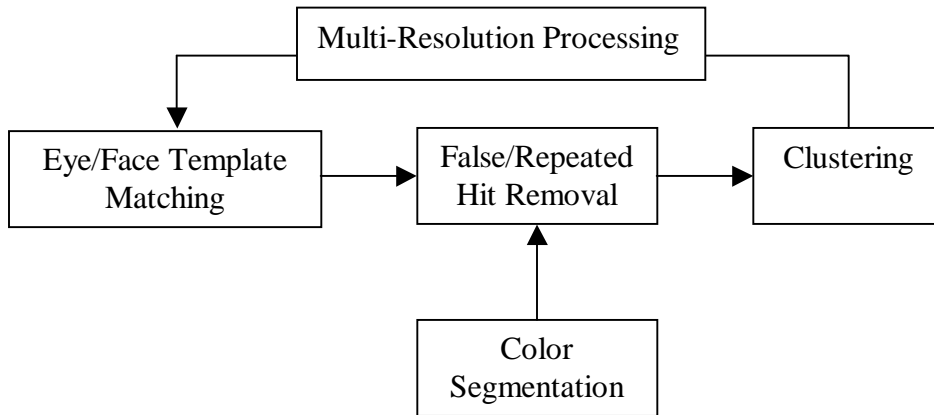 Multi-Resolution Processing
Eye/Face Template
Matching
False/Repeated
Hit Removal
Clustering
Color
Segmentation